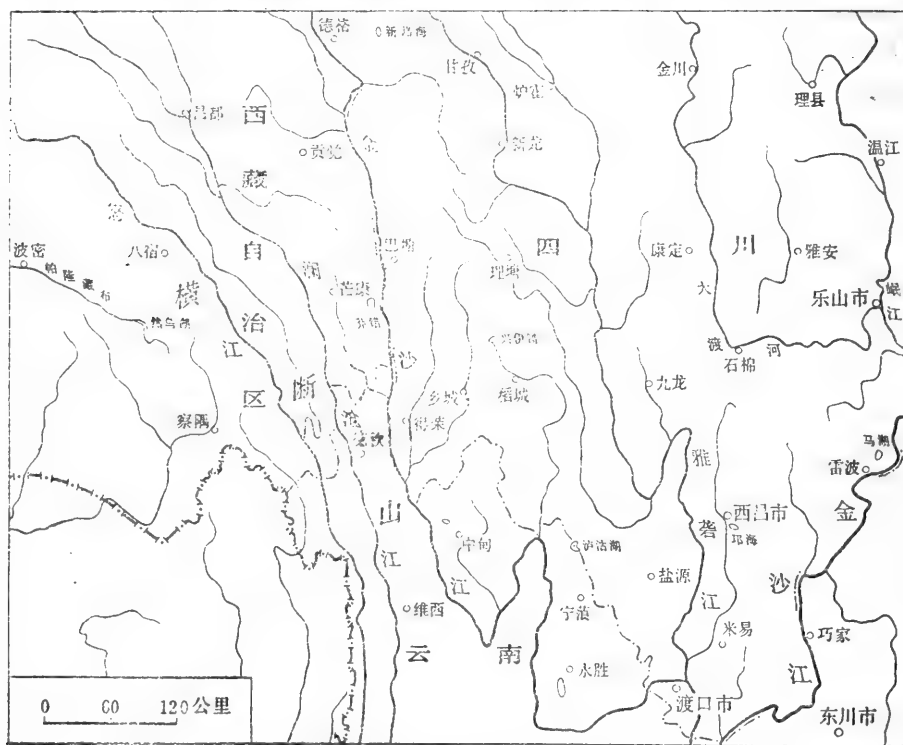 德格
新路海
甘孜
金川
炉霍
理县
昌都
西藏自治区
贡觉
新龙
温江
金沙江
怒江
波密
帕隆藏布
八宿
巴塘
四川
康定
雅安
理塘
澜沧江
芒康
莽错
大渡河
岷江
乐山市
然乌湖
横断山
石棉
乡城
稻城
九龙
得荣
德钦
察隅
雅砻江
马湖
雷波
西昌市
邛海
金沙江
中甸
泸沽湖
盐源
宁蒗
维西
云南
米易
巧家
永胜
渡口市
东川市
0 60 120公里